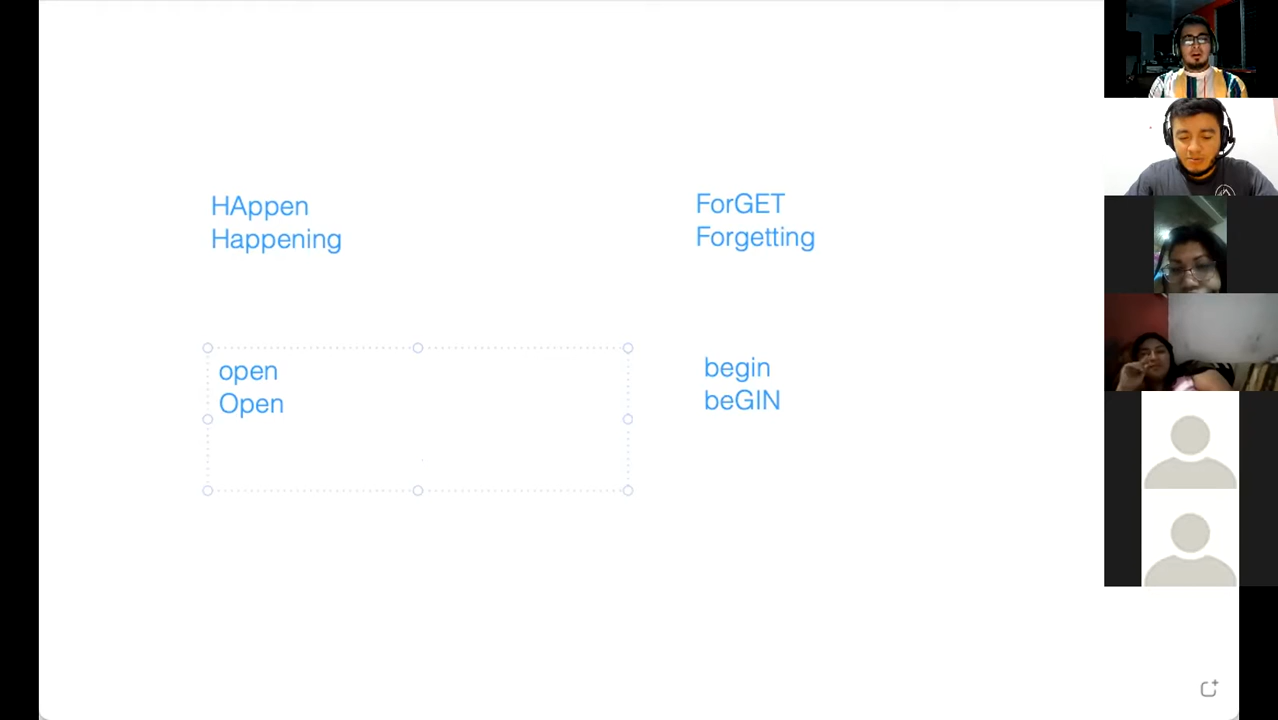 HAppen
Happening
ForGET
Forgetting
open
Open
begin
beGIN